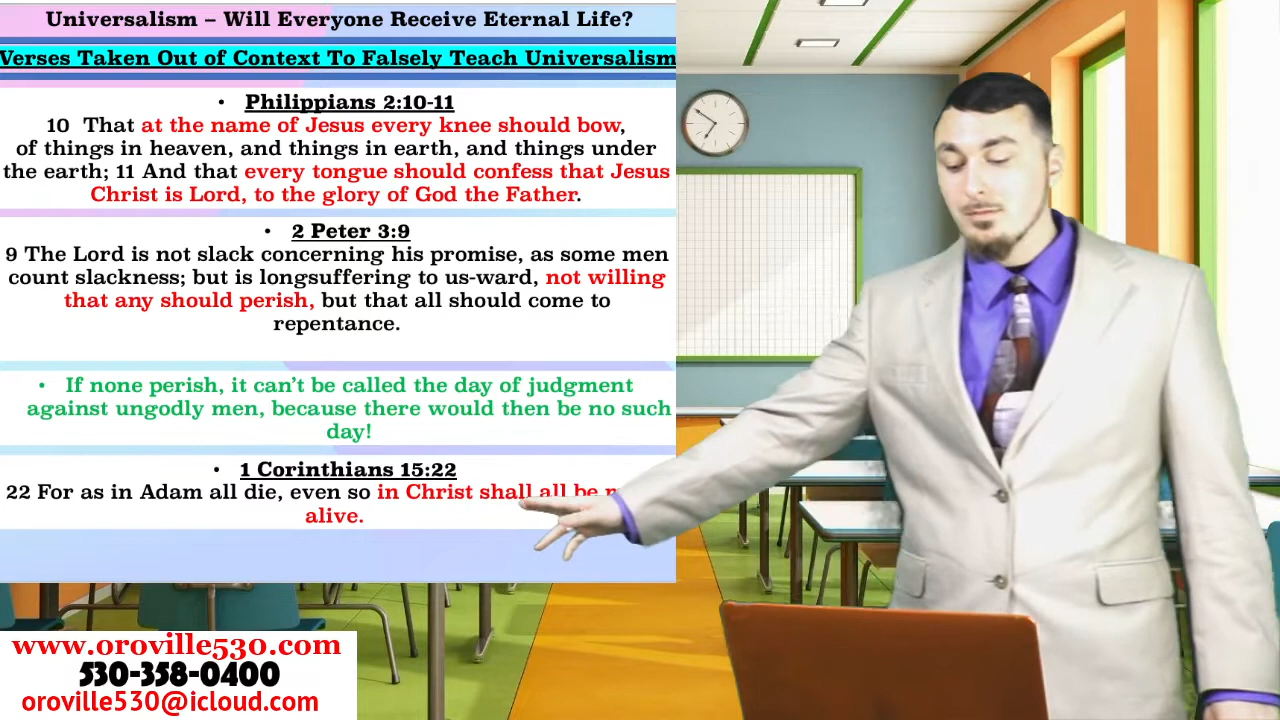 Universalism – Will Everyone Receive Eternal Life?
Verses Taken Out of Context To Falsely Teach Universalism
• Philippians 2:10-11
10 That at the name of Jesus every knee should bow,
of things in heaven, and things in earth, and things under
the earth; 11 And that every tongue should confess that Jesus
Christ is Lord, to the glory of God the Father.
• 2 Peter 3:9
9 The Lord is not slack concerning his promise, as some men
count slackness; but is longsuffering to us-ward, not willing
that any should perish, but that all should come to
repentance.
• If none perish, it can't be called the day of judgment
against ungodly men, because there would then be no such
day!
• 1 Corinthians 15:22
22 For as in Adam all die, even so in Christ shall all be
alive.
www.oroville530.com
530-358-0400
oroville530@icloud.com